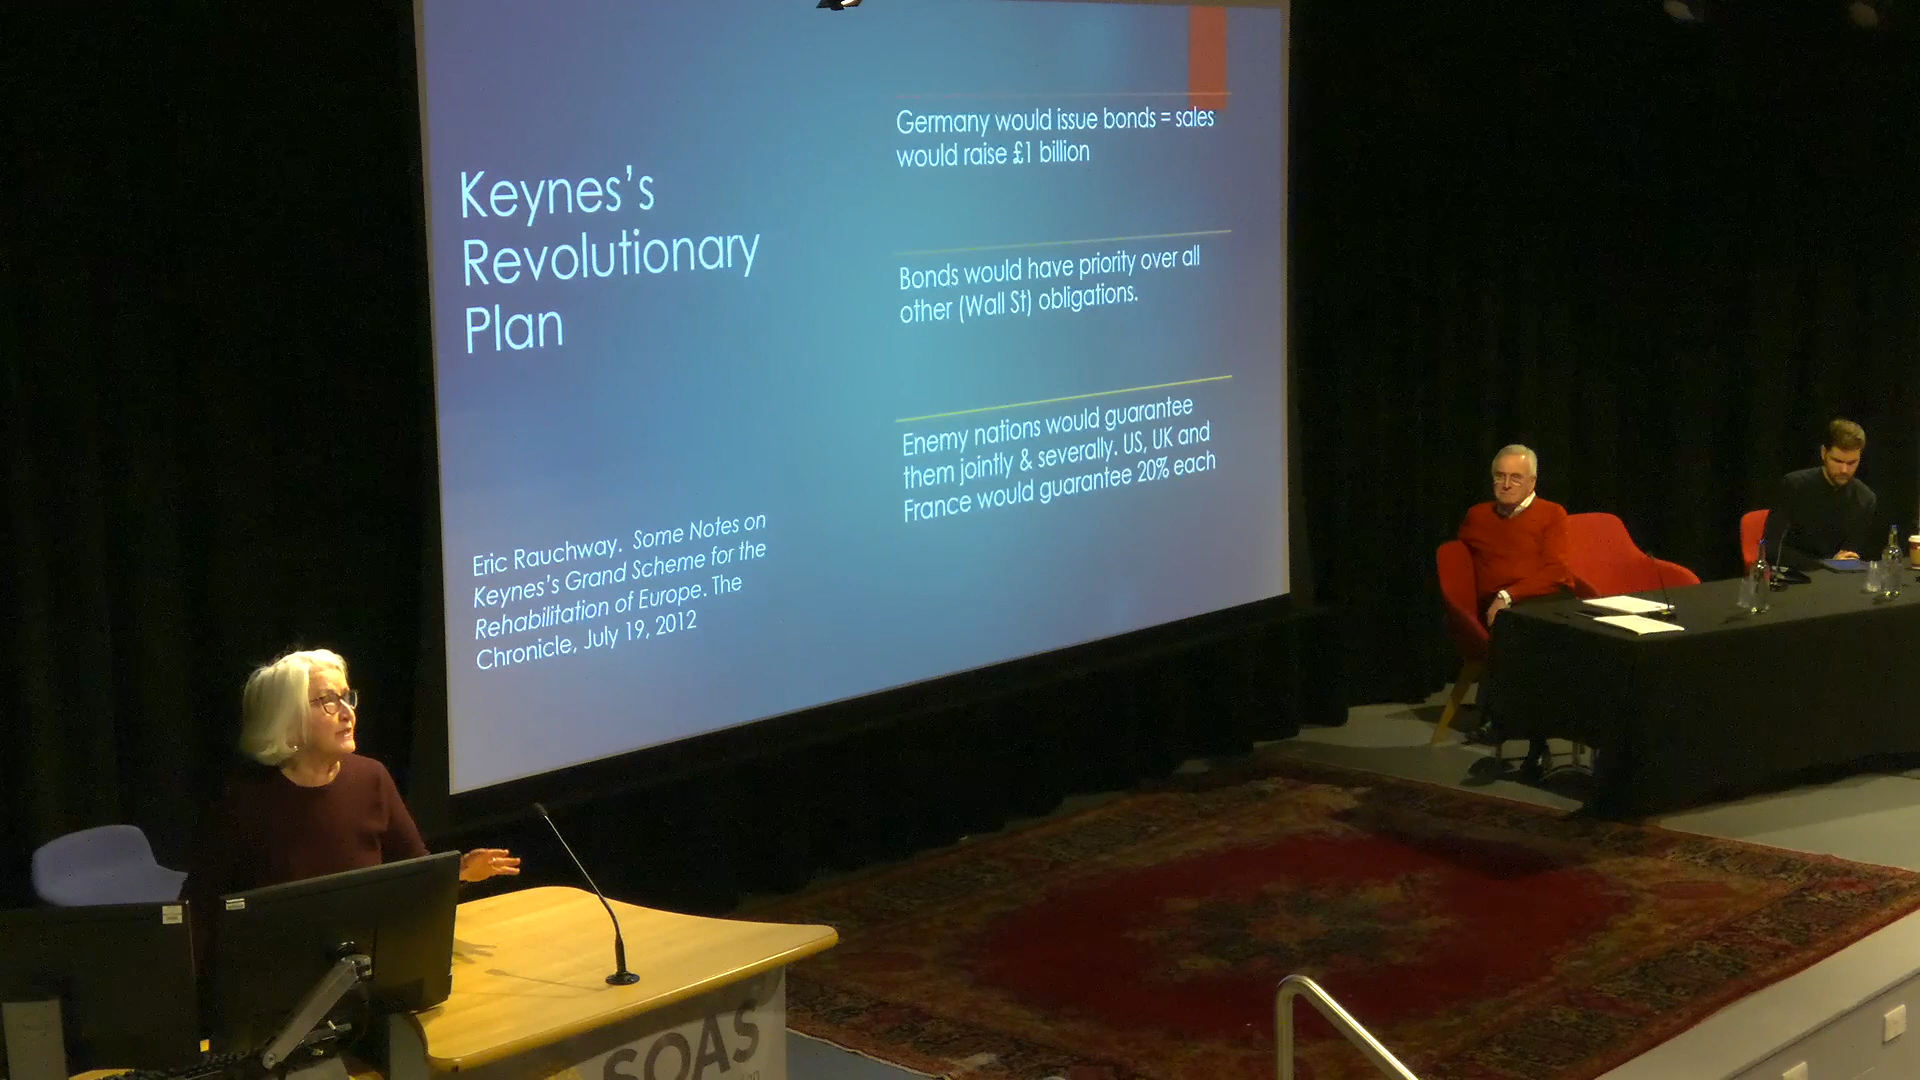 Keynes's
Revolutionary
Plan
Eric Rauchway. Some Notes on
Keynes's Grand Scheme for the
Rehabilitation of Europe. The
Chronicle, July 19, 2012
Germany would issue bonds = sales
would raise £1 billion
Bonds would have priority over all
other (Wall St) obligations.
Enemy nations would guarantee
them jointly & severally. US, UK and
France would guarantee 20% each
SOAS